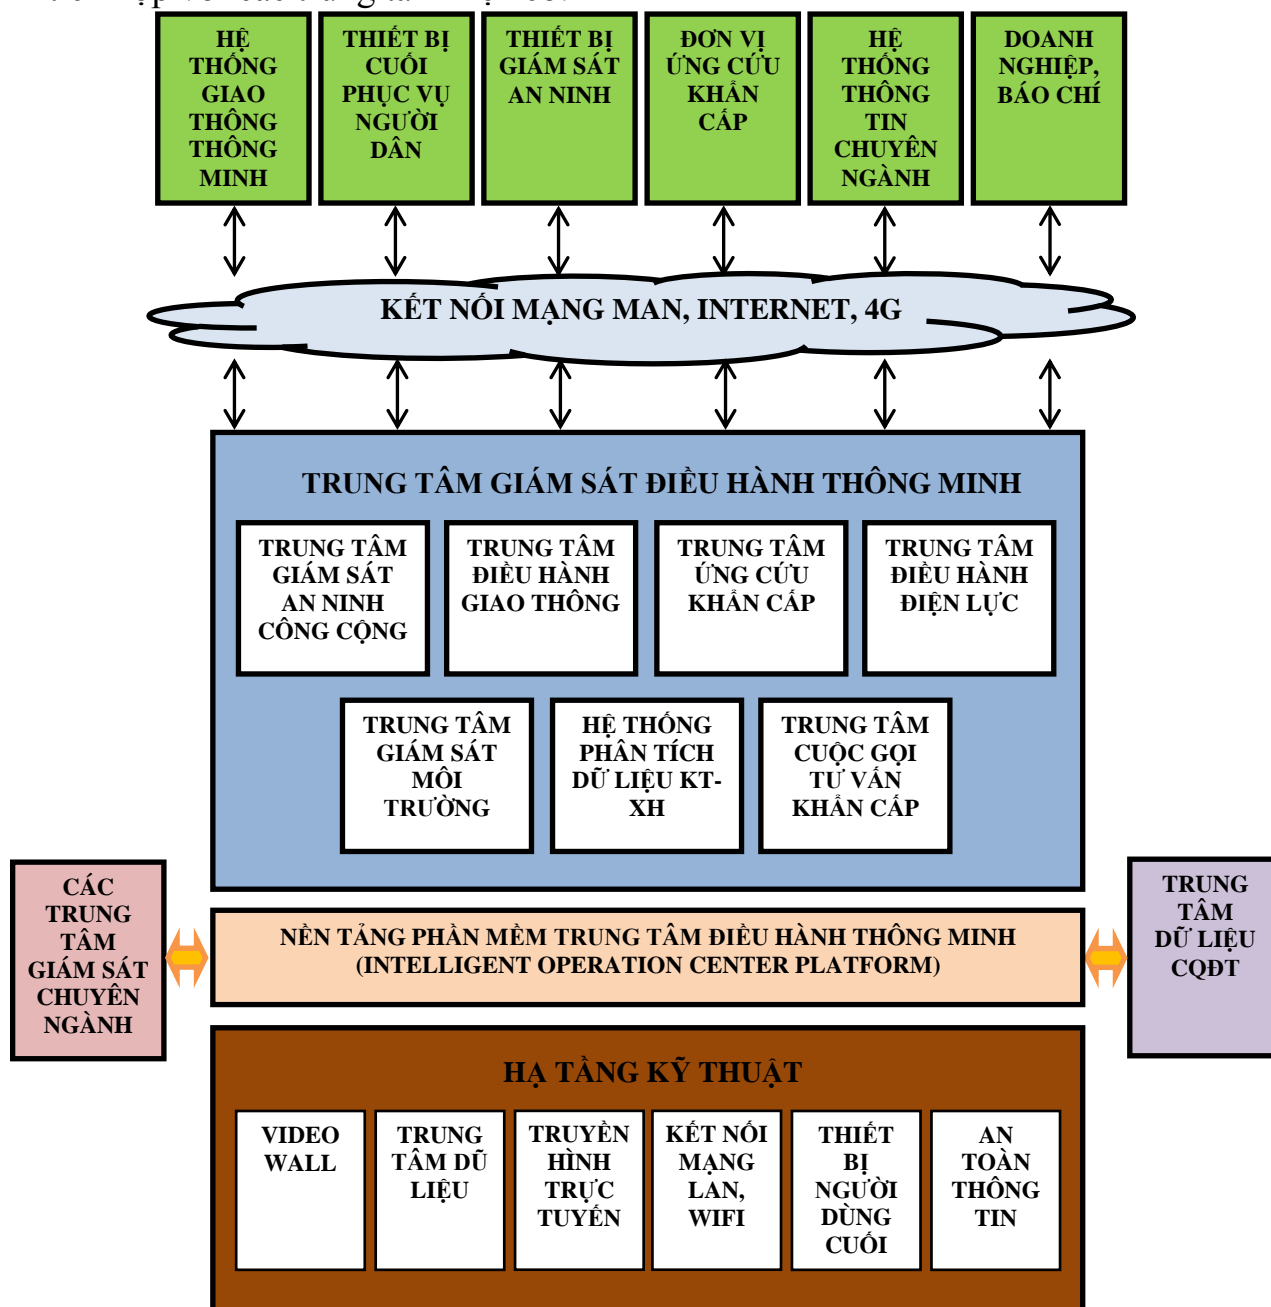 HỆ
THỐNG
GIAO
THÔNG
THÔNG
MINH
THIẾT BỊ
CUỐI
PHỤC VỤ
NGƯỜI
DÂN
THIẾT BỊ
GIÁM SÁT
AN NINH
ĐƠN VỊ
ỨNG CỨU
KHẨN
CẤP
HỆ
THỐNG
THÔNG
TIN
CHUYÊN
NGÀNH
DOANH
NGHIỆP,
BÁO CHÍ
KẾT NỐI MẠNG MAN, INTERNET, 4G
TRUNG TÂM GIÁM SÁT ĐIỀU HÀNH THÔNG MINH
TRUNG TÂM
GIÁM SÁT
AN NINH
CÔNG CỘNG
TRUNG TÂM
ĐIỀU HÀNH
GIAO THÔNG
TRUNG TÂM
ỨNG CỨU
KHẨN CẤP
TRUNG TÂM
ĐIỀU HÀNH
ĐIỆN LỰC
TRUNG TÂM
GIÁM SÁT
MÔI
TRƯỜNG
HỆ THỐNG
PHÂN TÍCH
DỮ LIỆU KT-
XH
TRUNG TÂM
CUỘC GỌI
TƯ VẤN
KHẨN CẤP
CÁC
TRUNG
TÂM
GIÁM SÁT
CHUYÊN
NGÀNH
NỀN TẢNG PHẦN MỀM TRUNG TÂM ĐIỀU HÀNH THÔNG MINH
(INTELLIGENT OPERATION CENTER PLATFORM)
TRUNG
TÂM
DỮ LIỆU
CQĐT
HẠ TẦNG KỸ THUẬT
VIDEO
WALL
TRUNG
TÂM DŨ
LIỆU
TRUYỀN
HÌNH
TRỰC
TUYẾN
KẾT NỐI
MẠNG
LAN,
WIFI
THIẾT
BỊ
NGƯỜI
DÙNG
CUỐI
AN
TOÀN
THÔNG
TIN